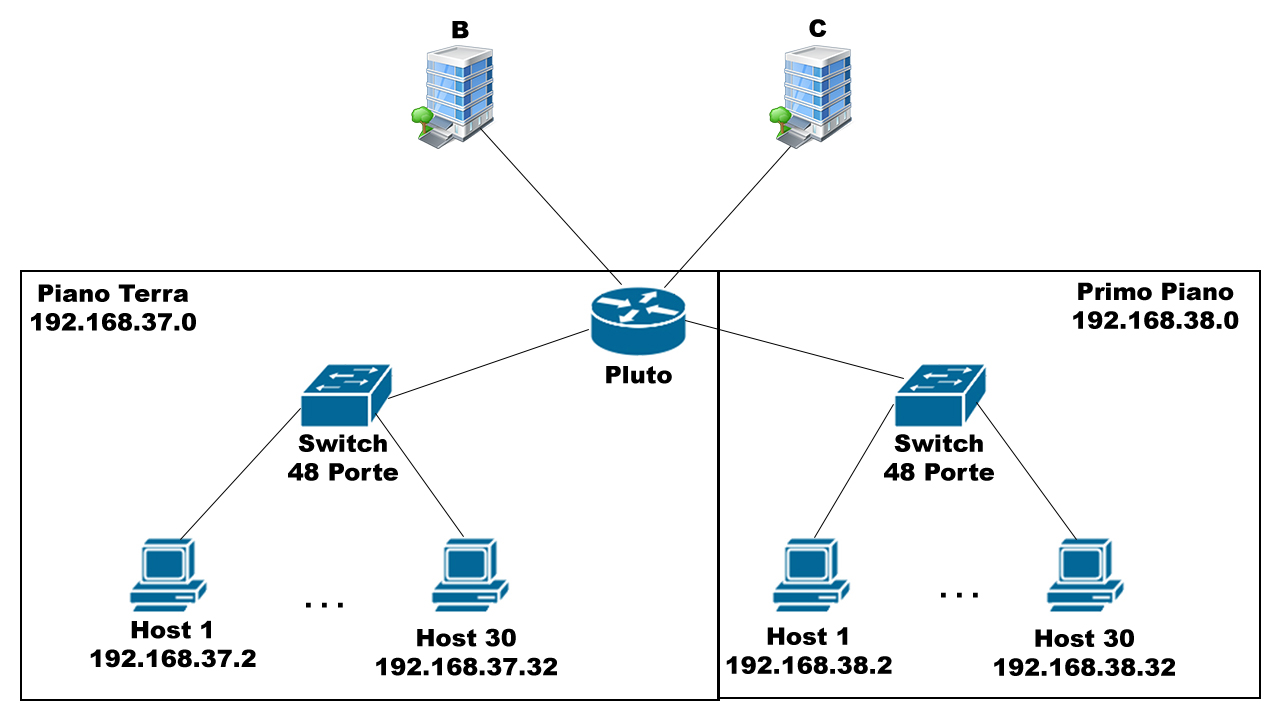 B
C
Piano Terra
192.168.37.0
Primo Piano
192.168.38.0
Pluto
Switch
48 Porte
Switch
48 Porte
...
...
Host 1
192.168.37.2
Host 30
192.168.37.32
Host 1
192.168.38.2
Host 30
192.168.38.32